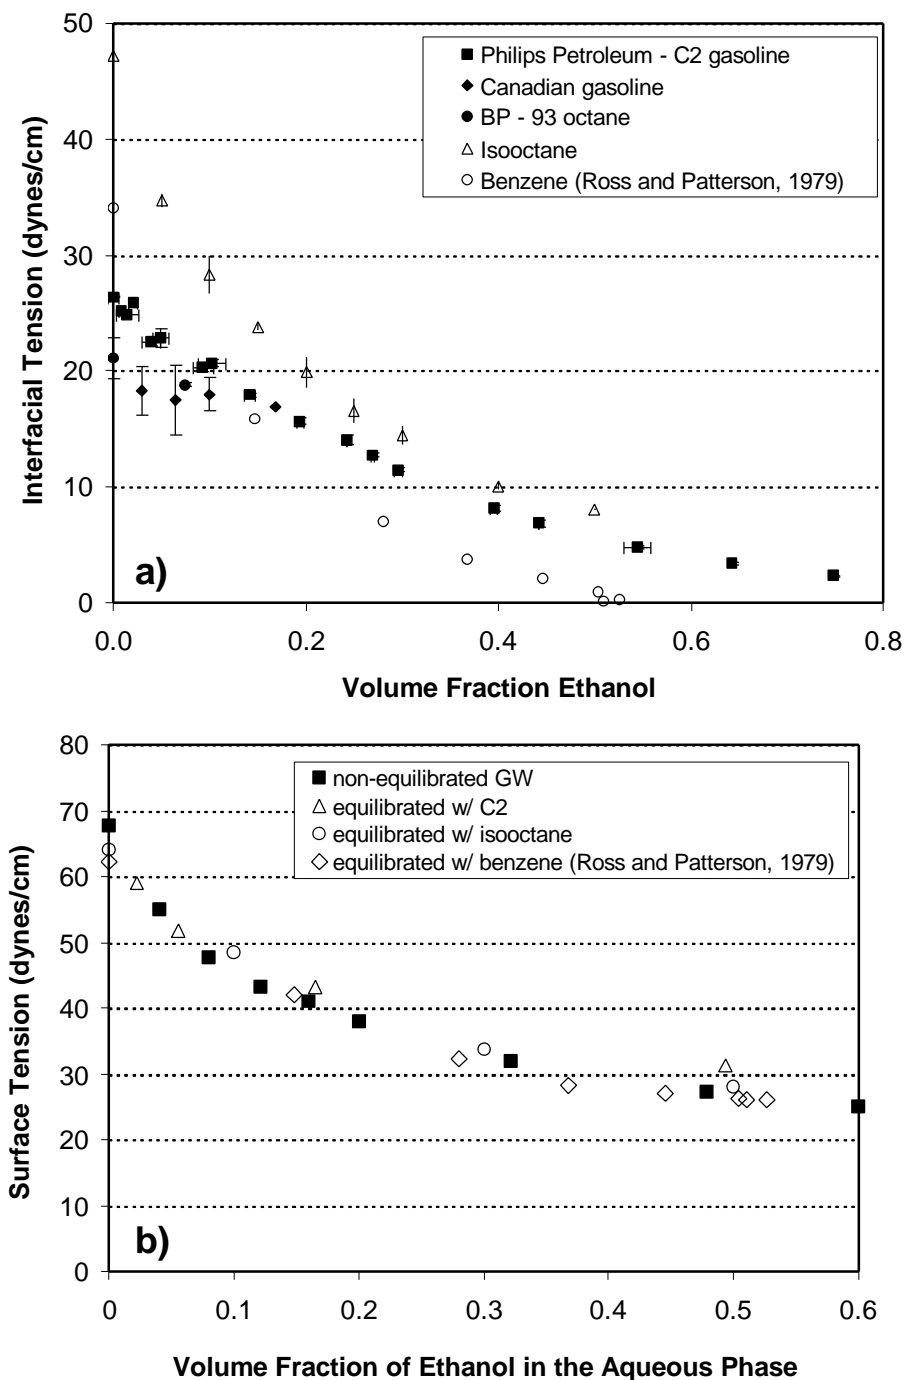 50
40
30
20
10
0
Interfacial Tension (dynes/cm)
Philips Petroleum - C2 gasoline
Canadian gasoline
BP - 93 octane
Isooctane
Benzene (Ross and Patterson, 1979)
a)
0.0 0.2 0.4 0.6 0.8
Volume Fraction Ethanol
80
70
60
50
40
30
20
10
0
Surface Tension (dynes/cm)
non-equilibrated GW
equilibrated w/ C2
equilibrated w/ isooctane
equilibrated w/ benzene (Ross and Patterson, 1979)
b)
0 0.1 0.2 0.3 0.4 0.5 0.6
Volume Fraction of Ethanol in the Aqueous Phase